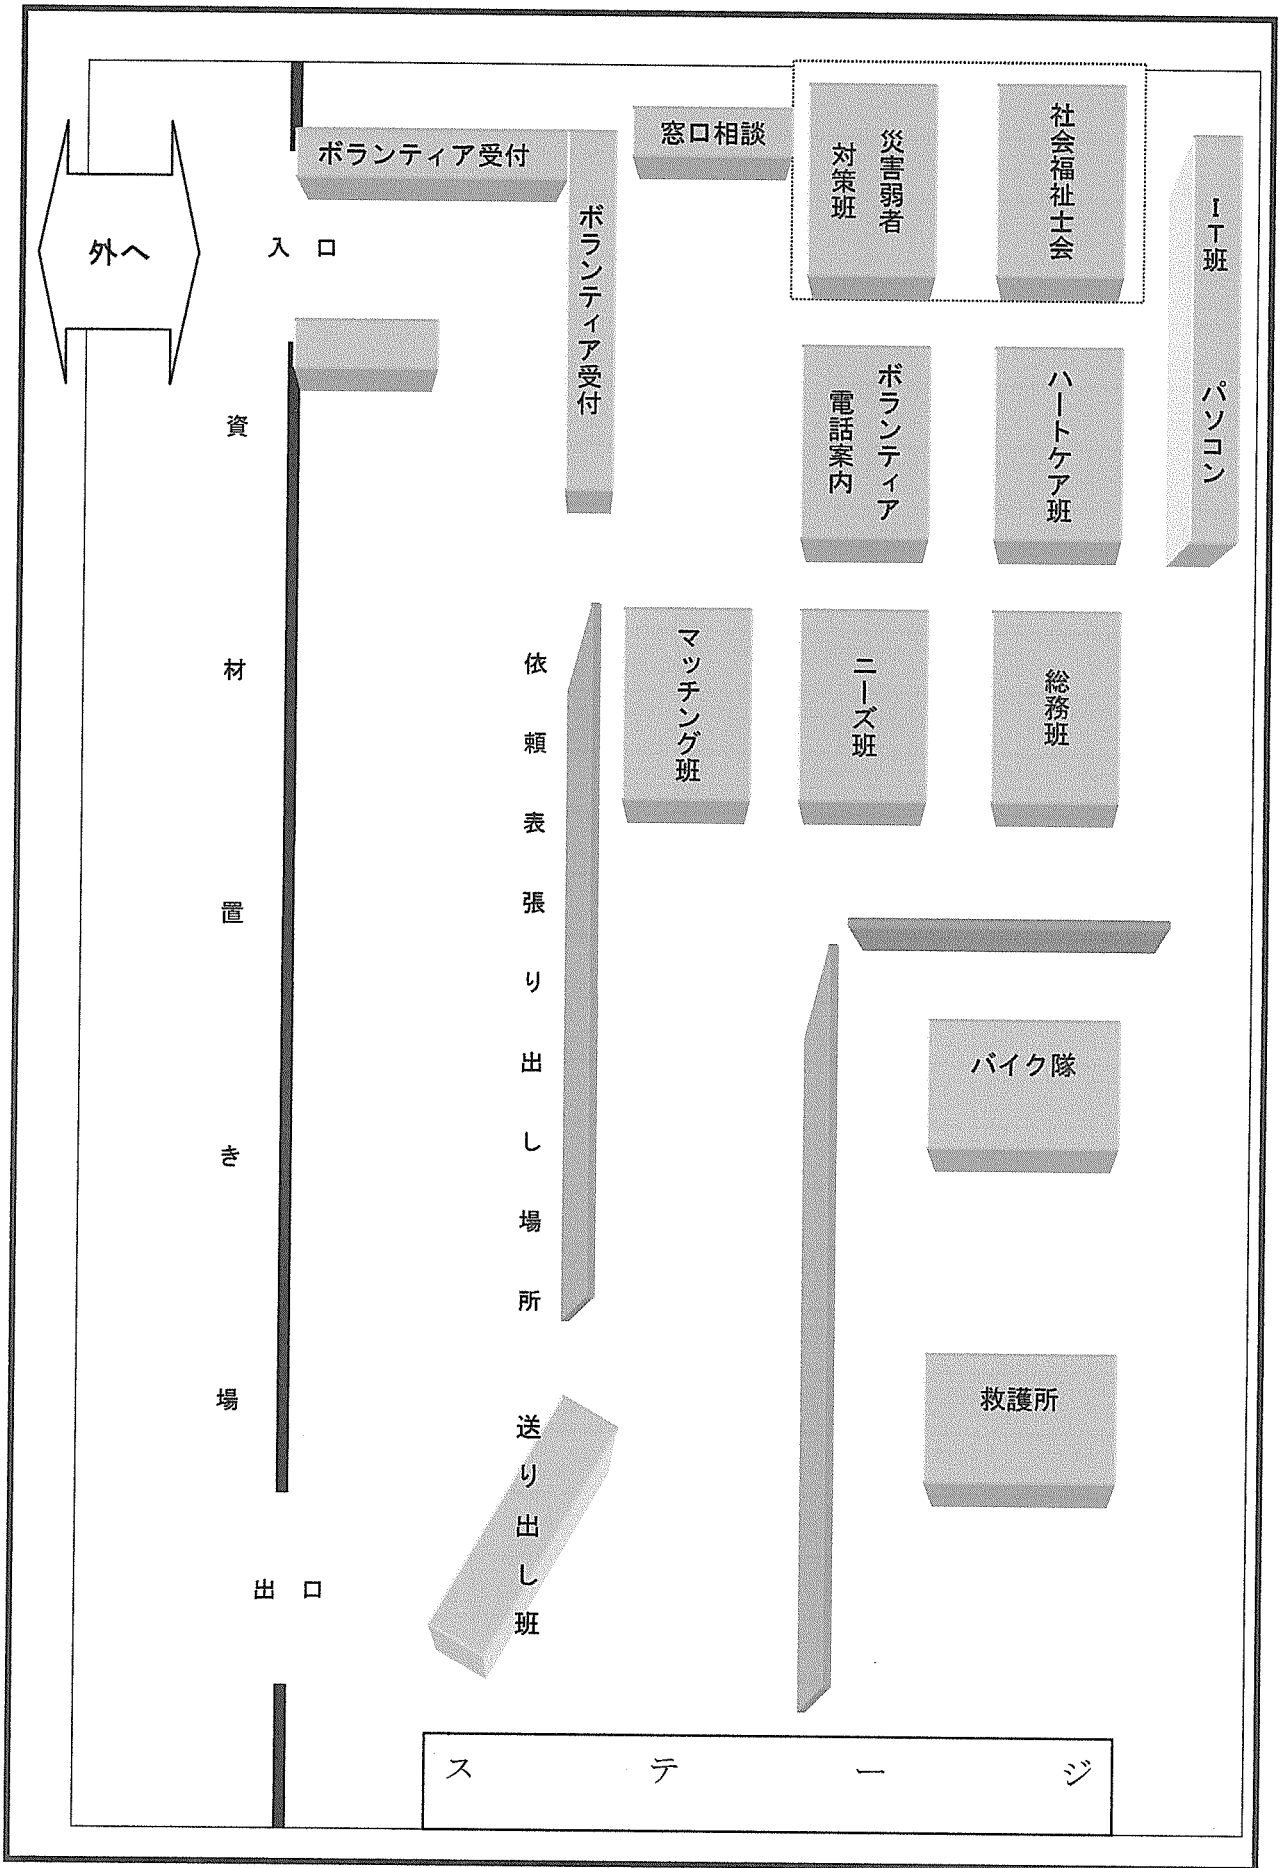 外へ
入口
ボランティア受付
ボランティア受付
窓口相談
災害弱者
対策班
社会福祉士会
IT班 パソコン
ボランティア
電話案内
ハートケア班
資材置き場
依頼表張り出し場所
マッチング班
ニーズ班
総務班
バイク隊
救護所
送り出し班
出口
ステージ